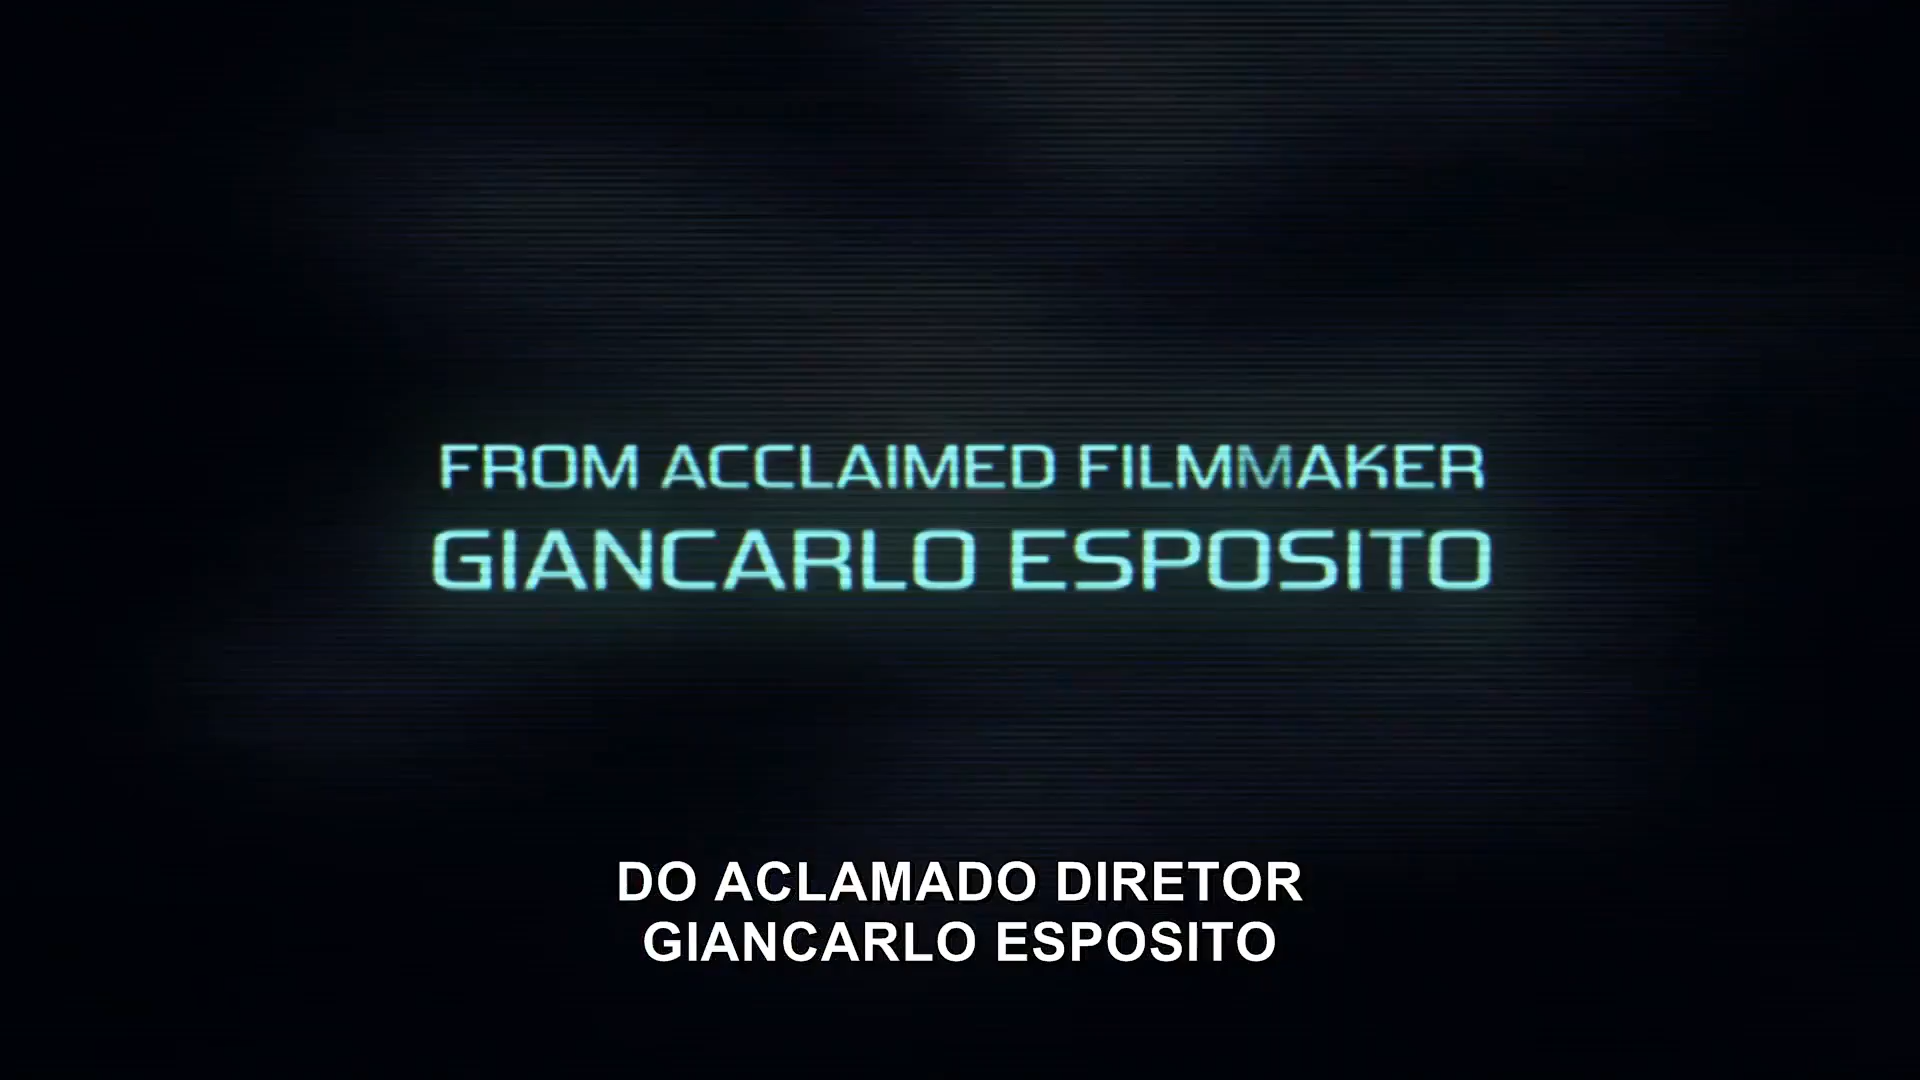 FROM ACCLAIMED FILMMAKER
GIANCARLO ESPOSITO
DO ACLAMADO DIRETOR
GIANCARLO ESPOSITO